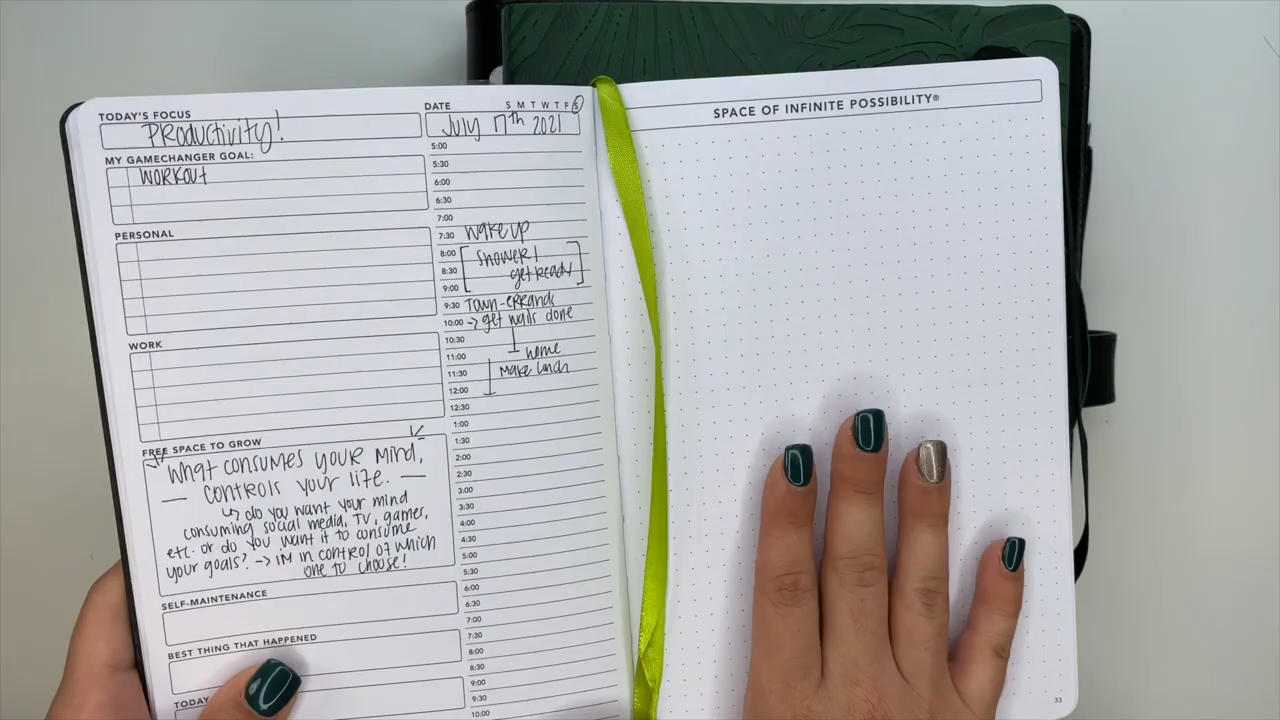 TODAY'S FOCUS
PRODUCTIVITY!
MY GAMECHANGER GOAL:
WORKOUT
PERSONAL
WORK
FREE SPACE TO GROW
WHAT CONSUMES YOUR MIND,
— CONTROLS YOUR LIFE. —
↳ do you want your mind
consuming social media, TV, games,
etc. or do you want it to consume
your goals? -> IM in control of which
one to choose!
SELF-MAINTENANCE
BEST THING THAT HAPPENED
TODAY
DATE
S M T W T F S
July 17th 2021
5:00
5:30
6:00
6:30
7:00
7:30 wake up
8:00 shower /
8:30 get ready
9:00
9:30 Town-errands
10:00 -> get nails done
10:30
11:00 home
11:30 Make lunch
12:00
12:30
1:00
1:30
2:00
2:30
3:00
3:30
4:00
4:30
5:00
5:30
6:00
6:30
7:00
7:30
8:00
8:30
9:00
9:30
10:00
SPACE OF INFINITE POSSIBILITY®
33